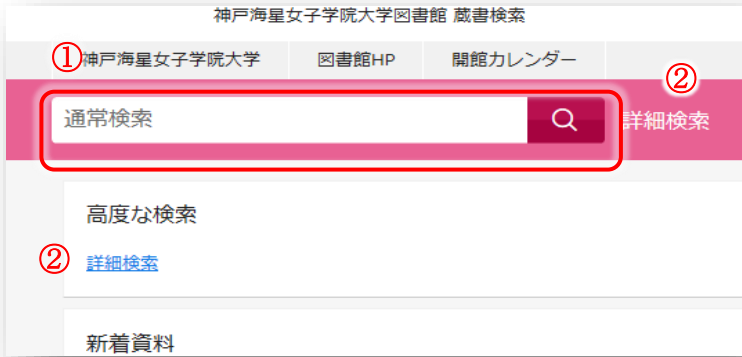 神戸海星女子学院大学図書館 蔵書検索
① 神戸海星女子学院大学 図書館HP 開館カレンダー
②
通常検索 詳細検索
高度な検索
② 詳細検索
新着資料